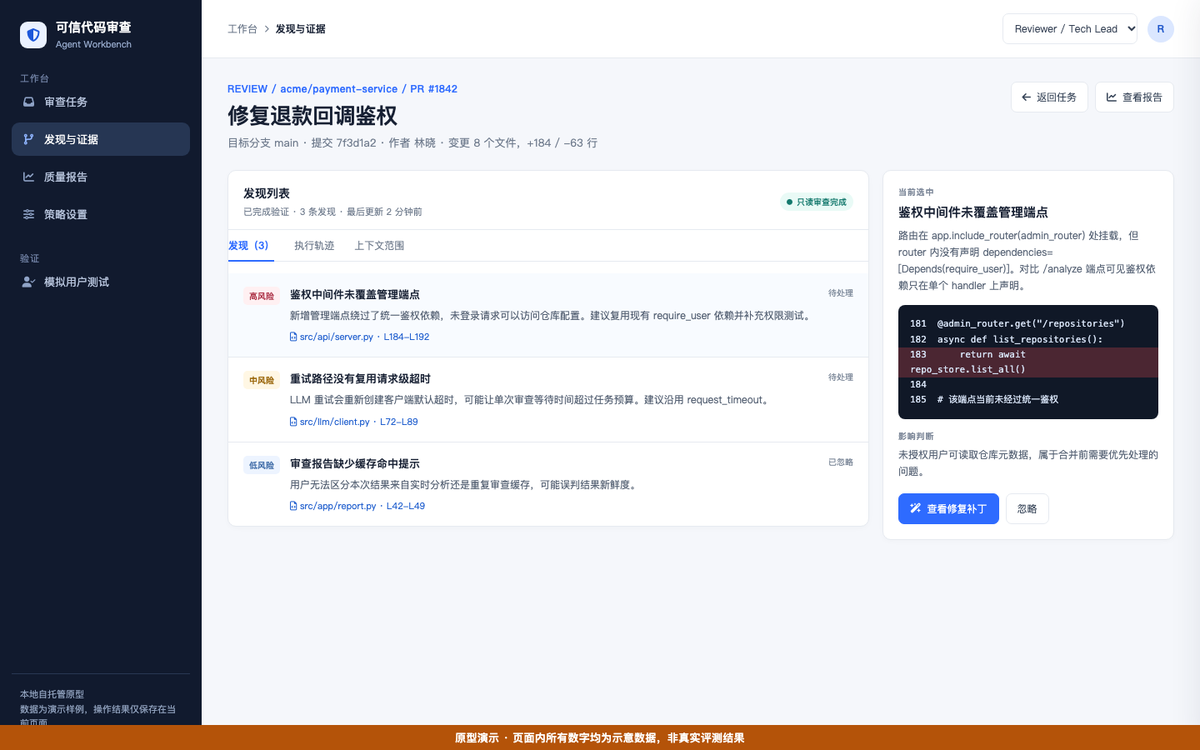 可信代码审查
Agent Workbench
工作台
审查任务
发现与证据
质量报告
策略设置
验证
模拟用户测试
本地自托管原型
数据为演示样例，操作结果仅保存在当
前页面
工作台 > 发现与证据
Reviewer / Tech Lead
R
REVIEW / acme/payment-service / PR #1842
修复退款回调鉴权
目标分支 main · 提交 7f3d1a2 · 作者 林晓 · 变更 8 个文件，+184 / −63 行
返回任务
查看报告
发现列表
已完成验证 · 3 条发现 · 最后更新 2 分钟前
只读审查完成
发现（3） 执行轨迹 上下文范围
高风险
鉴权中间件未覆盖管理端点
待处理
新增管理端点绕过了统一鉴权依赖，未登录请求可以访问仓库配置。建议复用现有 require_user 依赖并补充权限测试。
src/api/server.py · L184–L192
中风险
重试路径没有复用请求级超时
待处理
LLM 重试会重新创建客户端默认超时，可能让单次审查等待时间超过任务预算。建议沿用 request_timeout。
src/llm/client.py · L72–L89
低风险
审查报告缺少缓存命中提示
已忽略
用户无法区分本次结果来自实时分析还是重复审查缓存，可能误判结果新鲜度。
src/app/report.py · L42–L49
当前选中
鉴权中间件未覆盖管理端点
路由在 app.include_router(admin_router) 处挂载，但
router 内没有声明 dependencies=
[Depends(require_user)]。对比 /analyze 端点可见鉴权依
赖只在单个 handler 上声明。
181 @admin_router.get("/repositories")
182 async def list_repositories():
183 return await
repo_store.list_all()
184
185 # 该端点当前未经过统一鉴权
影响判断
未授权用户可读取仓库元数据，属于合并前需要优先处理的
问题。
查看修复补丁
忽略
原型演示 · 页面内所有数字均为示意数据，非真实评测结果